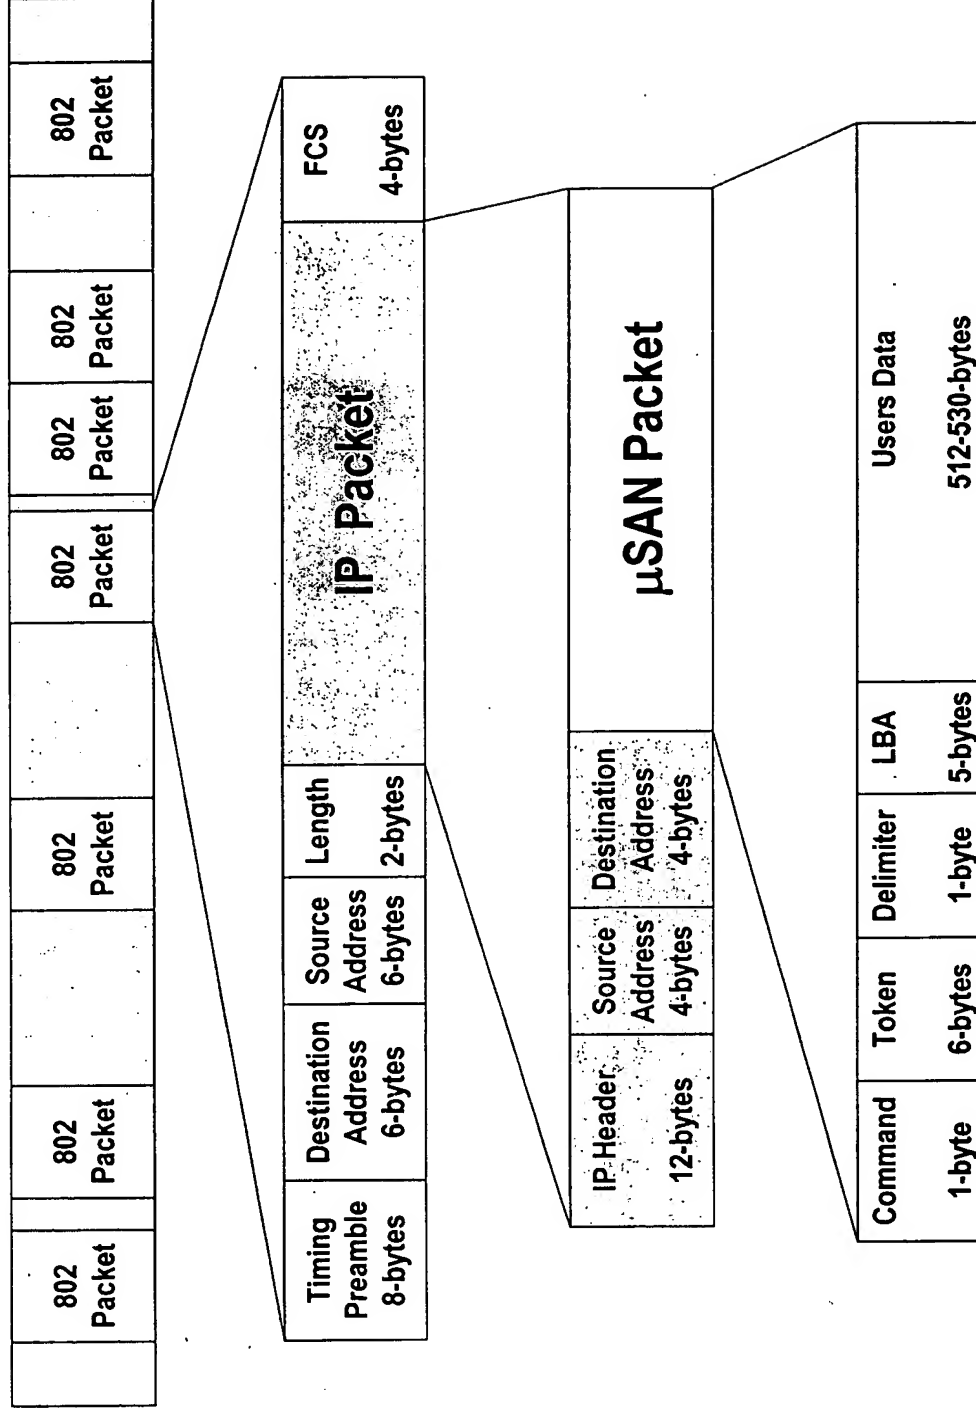 802
Packet
802
Packet
802
Packet
802
Packet
802
Packet
802
Packet
802
Packet
Timing
Preamble
8-bytes
Destination
Address
6-bytes
Source
Address
6-bytes
Length
2-bytes
IP Packet
FCS
4-bytes
IP Header
12-bytes
Source
Address
4-bytes
Destination
Address
4-bytes
µSAN Packet
Command
1-byte
Token
6-bytes
Delimiter
1-byte
LBA
5-bytes
Users Data
512-530-bytes